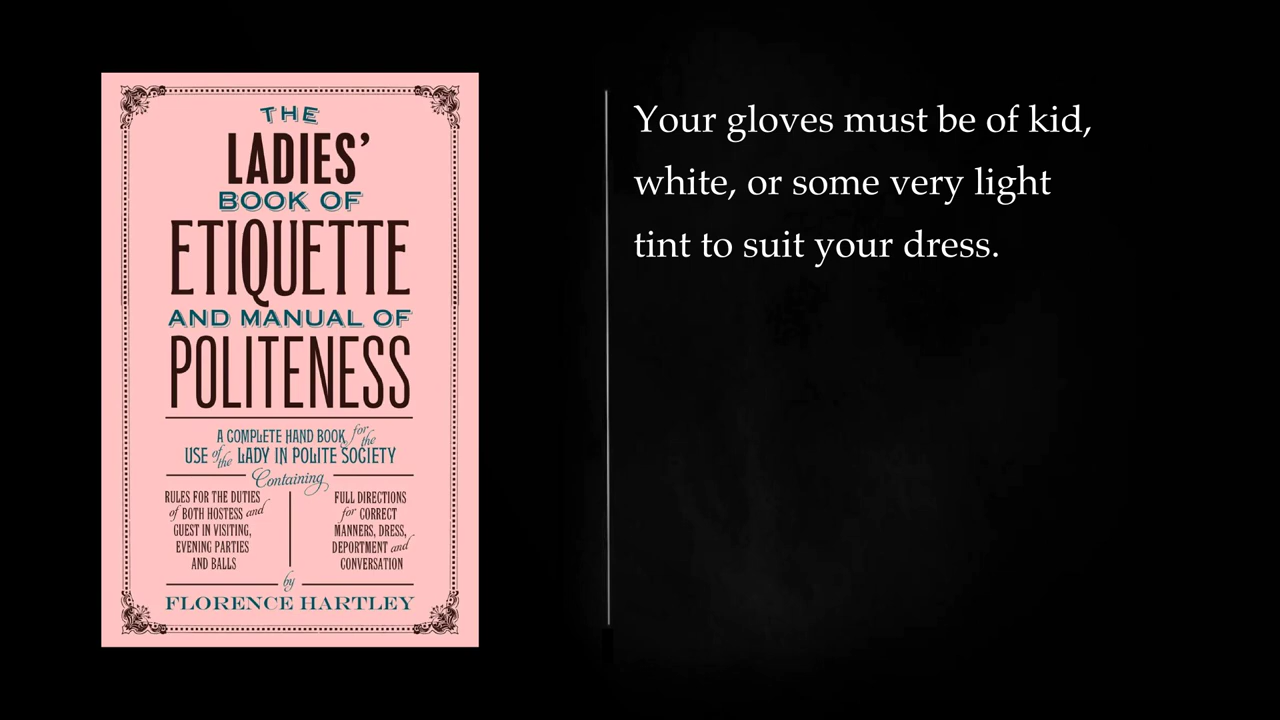 THE
LADIES'
BOOK OF
ETIQUETTE
AND MANUAL OF
POLITENESS
A COMPLETE HAND BOOK for the
USE of the LADY IN POLITE SOCIETY
Containing
RULES FOR THE DUTIES
of BOTH HOSTESS and
GUEST IN VISITING,
EVENING PARTIES
AND BALLS
FULL DIRECTIONS
for CORRECT
MANNERS, DRESS,
DEPORTMENT and
CONVERSATION
by
FLORENCE HARTLEY
Your gloves must be of kid,
white, or some very light
tint to suit your dress.